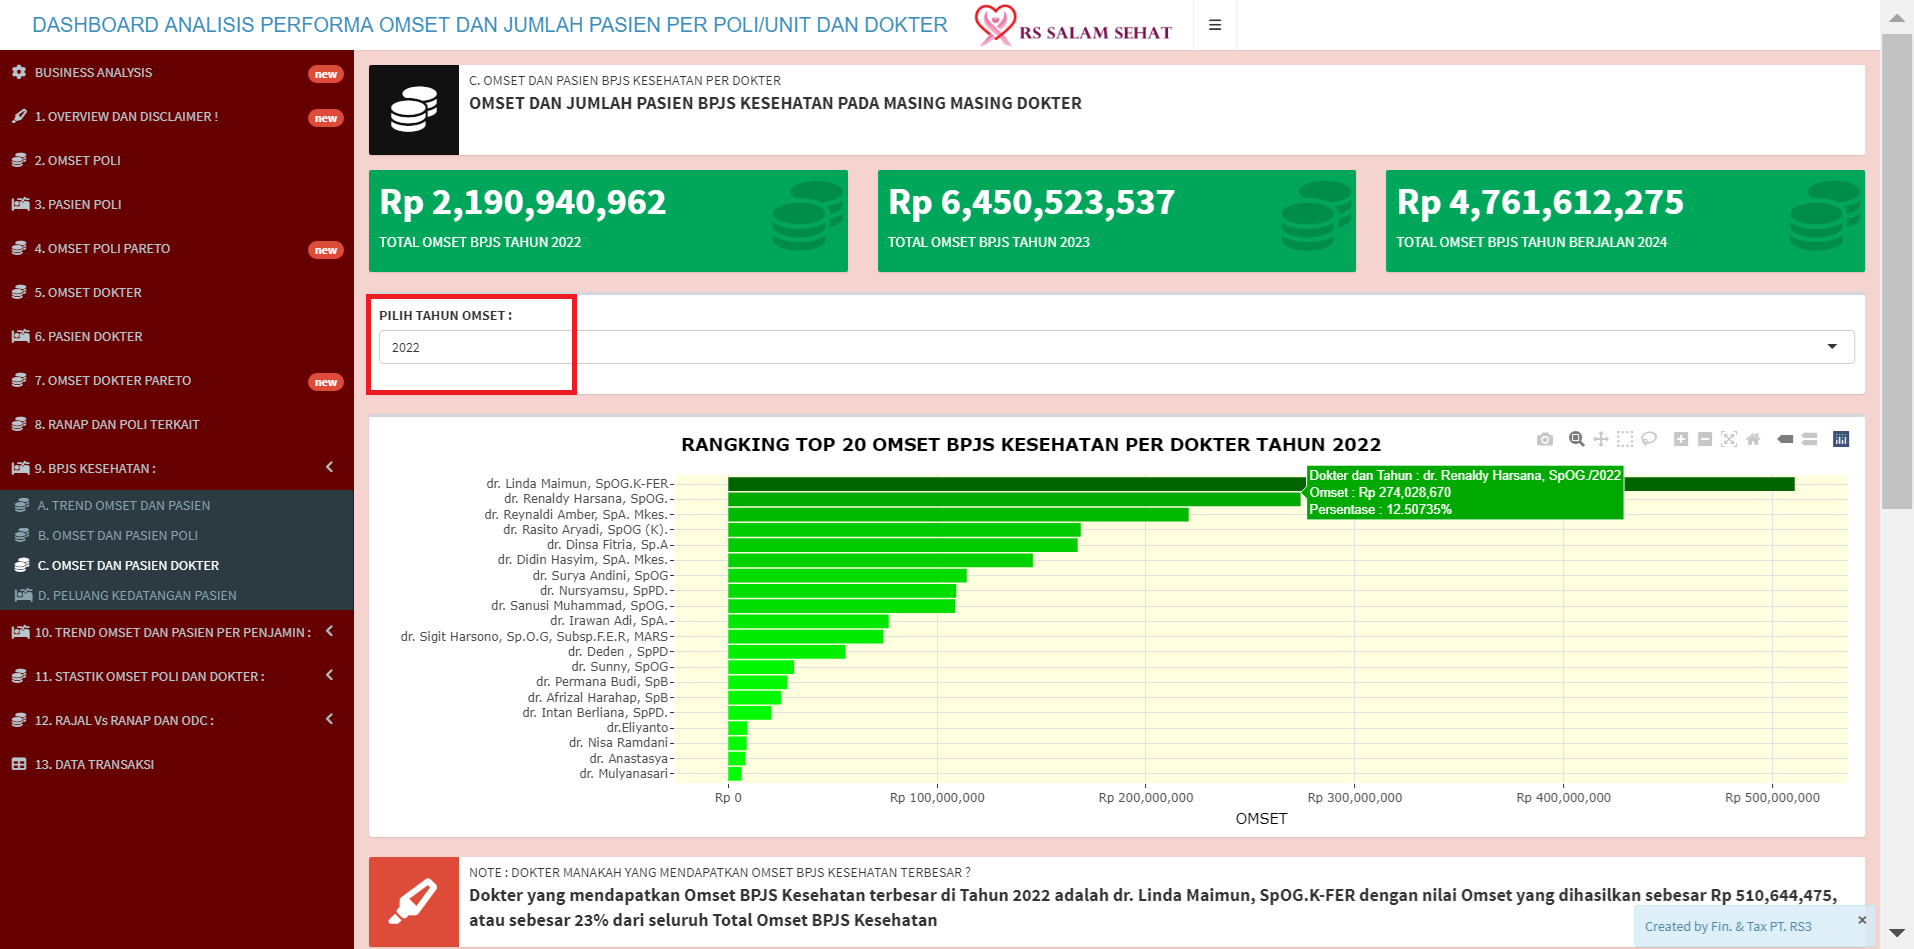 DASHBOARD ANALISIS PERFORMA OMSET DAN JUMLAH PASIEN PER POLI/UNIT DAN DOKTER
RS SALAM SEHAT
BUSINESS ANALYSIS
new
1. OVERVIEW DAN DISCLAIMER !
new
2. OMSET POLI
3. PASIEN POLI
4. OMSET POLI PARETO
new
5. OMSET DOKTER
6. PASIEN DOKTER
7. OMSET DOKTER PARETO
new
8. RANAP DAN POLI TERKAIT
9. BPJS KESEHATAN :
A. TREND OMSET DAN PASIEN
B. OMSET DAN PASIEN POLI
C. OMSET DAN PASIEN DOKTER
D. PELUANG KEDATANGAN PASIEN
10. TREND OMSET DAN PASIEN PER PENJAMIN :
11. STASTIK OMSET POLI DAN DOKTER :
12. RAJAL Vs RANAP DAN ODC :
13. DATA TRANSAKSI
C. OMSET DAN PASIEN BPJS KESEHATAN PER DOKTER
OMSET DAN JUMLAH PASIEN BPJS KESEHATAN PADA MASING MASING DOKTER
Rp 2,190,940,962
TOTAL OMSET BPJS TAHUN 2022
Rp 6,450,523,537
TOTAL OMSET BPJS TAHUN 2023
Rp 4,761,612,275
TOTAL OMSET BPJS TAHUN BERJALAN 2024
PILIH TAHUN OMSET :
2022
RANGKING TOP 20 OMSET BPJS KESEHATAN PER DOKTER TAHUN 2022
dr. Linda Maimun, SpOG.K-FER
dr. Renaldy Harsana, SpOG.
dr. Reynaldi Amber, SpA. Mkes.
dr. Rasito Aryadi, SpOG (K).
dr. Dinsa Fitria, Sp.A
dr. Didin Hasyim, SpA. Mkes.
dr. Surya Andini, SpOG
dr. Nursyamsu, SpPD.
dr. Sanusi Muhammad, SpOG.
dr. Irawan Adi, SpA.
dr. Sigit Harsono, Sp.O.G, Subsp.F.E.R, MARS
dr. Deden , SpPD
dr. Sunny, SpOG
dr. Permana Budi, SpB
dr. Afrizal Harahap, SpB
dr. Intan Berliana, SpPD.
dr.Eliyanto
dr. Nisa Ramdani
dr. Anastasya
dr. Mulyanasari
Dokter dan Tahun : dr. Renaldy Harsana, SpOG./2022
Omset : Rp 274,028,670
Persentase : 12.50735%
Rp 0
Rp 100,000,000
Rp 200,000,000
Rp 300,000,000
Rp 400,000,000
Rp 500,000,000
OMSET
NOTE : DOKTER MANAKAH YANG MENDAPATKAN OMSET BPJS KESEHATAN TERBESAR ?
Dokter yang mendapatkan Omset BPJS Kesehatan terbesar di Tahun 2022 adalah dr. Linda Maimun, SpOG.K-FER dengan nilai Omset yang dihasilkan sebesar Rp 510,644,475,
atau sebesar 23% dari seluruh Total Omset BPJS Kesehatan
Created by Fin. & Tax PT. RS3